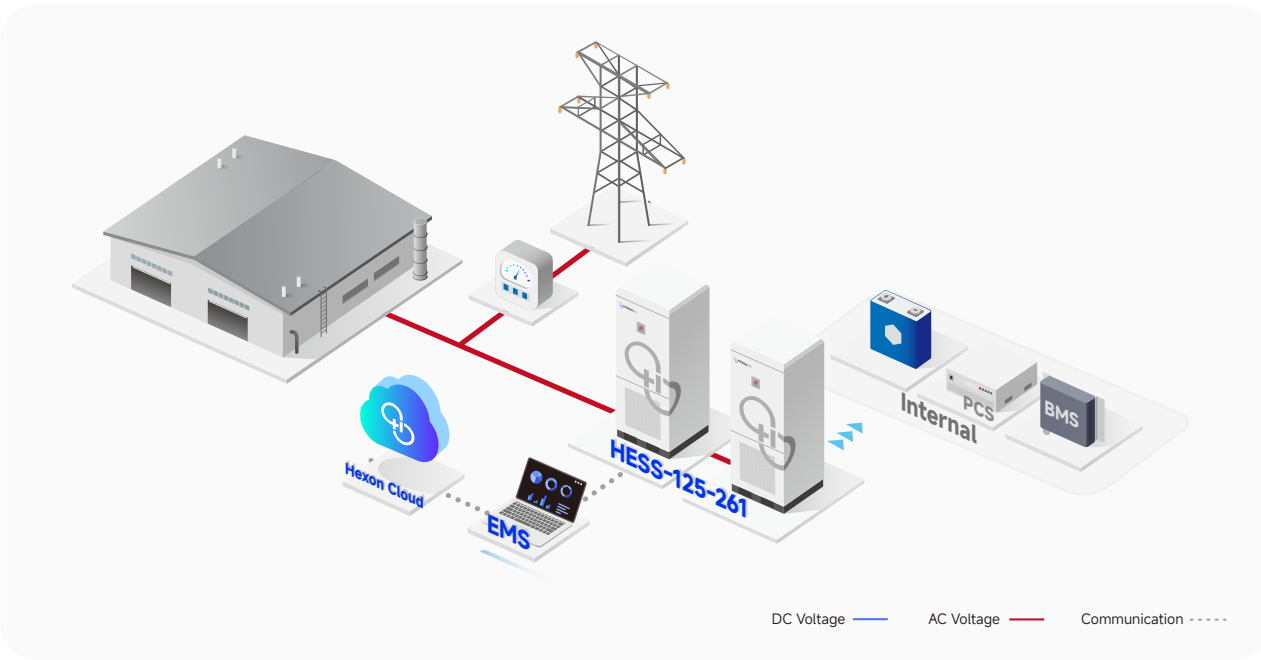 Internal
PCS
BMS
HESS-125-261
Hexon Cloud
EMS
DC Voltage
AC Voltage
Communication